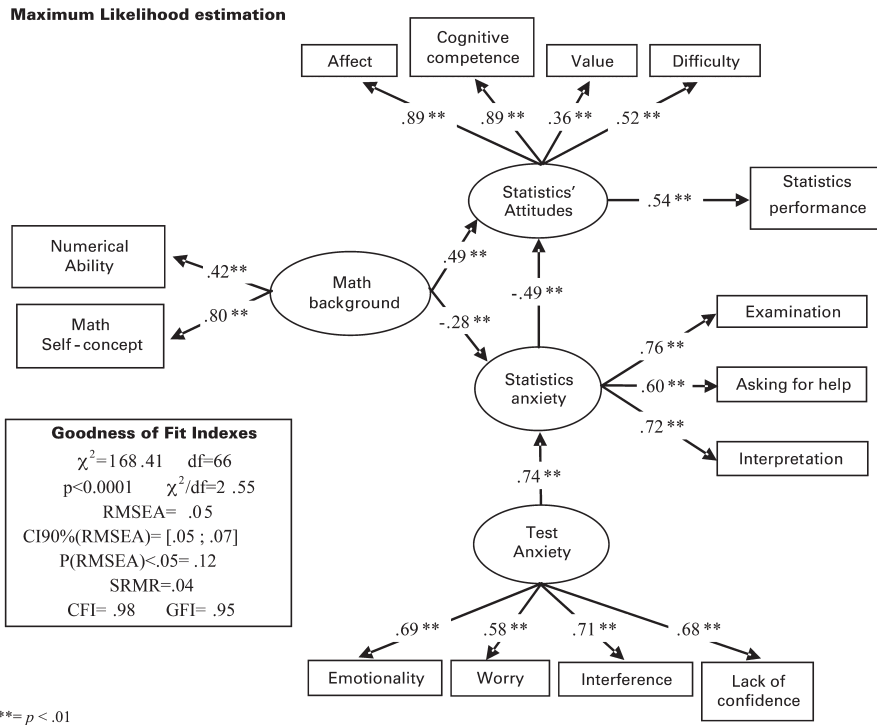 Maximum Likelihood estimation
Affect
Cognitive
competence
Value
Difficulty
.89 **
.89 **
.36 **
.52 **
Statistics'
Attitudes
.54 **
Statistics
performance
Numerical
Ability
.42**
Math
Self-concept
.80 **
Math
background
.49 **
-.28 **
-.49 **
Statistics
anxiety
.76 **
Examination
.60 **
Asking for help
.72 **
Interpretation
.74 **
Test
Anxiety
.69 **
.58 **
.71 **
.68 **
Emotionality
Worry
Interference
Lack of
confidence
Goodness of Fit Indexes
χ²=168.41 df=66
p<0.0001 χ²/df=2 .55
RMSEA= .05
CI90%(RMSEA)= [.05 ; .07]
P(RMSEA)<.05= .12
SRMR=.04
CFI= .98 GFI= .95
**= p < .01